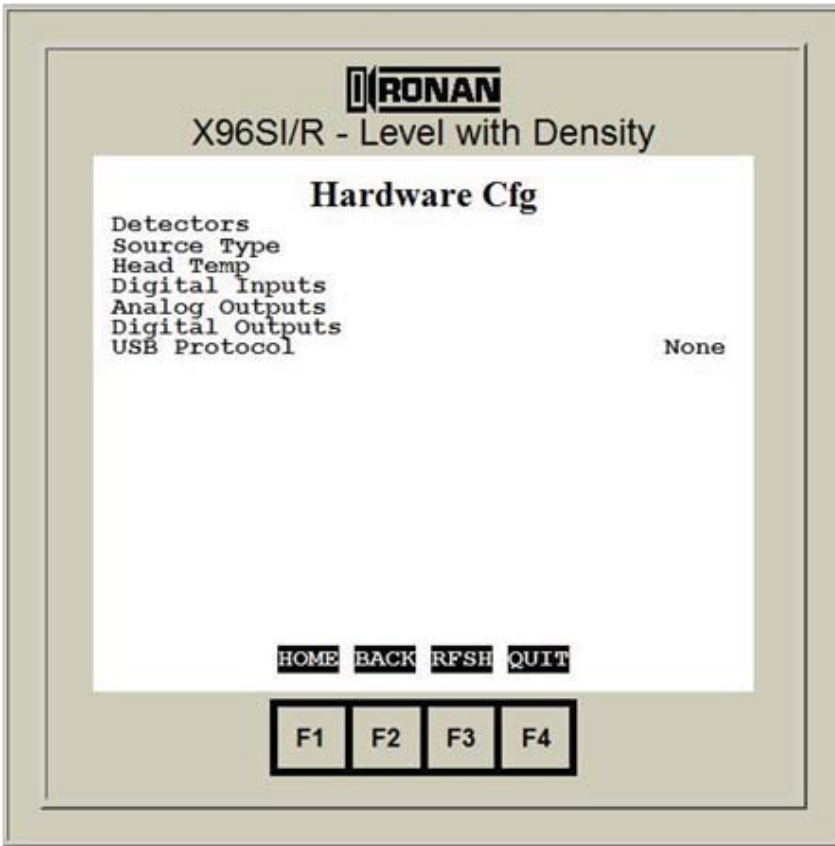 RONAN
X96SI/R - Level with Density
Hardware Cfg
Detectors
Source Type
Head Temp
Digital Inputs
Analog Outputs
Digital Outputs
USB Protocol None
HOME BACK RFSH QUIT
F1 F2 F3 F4